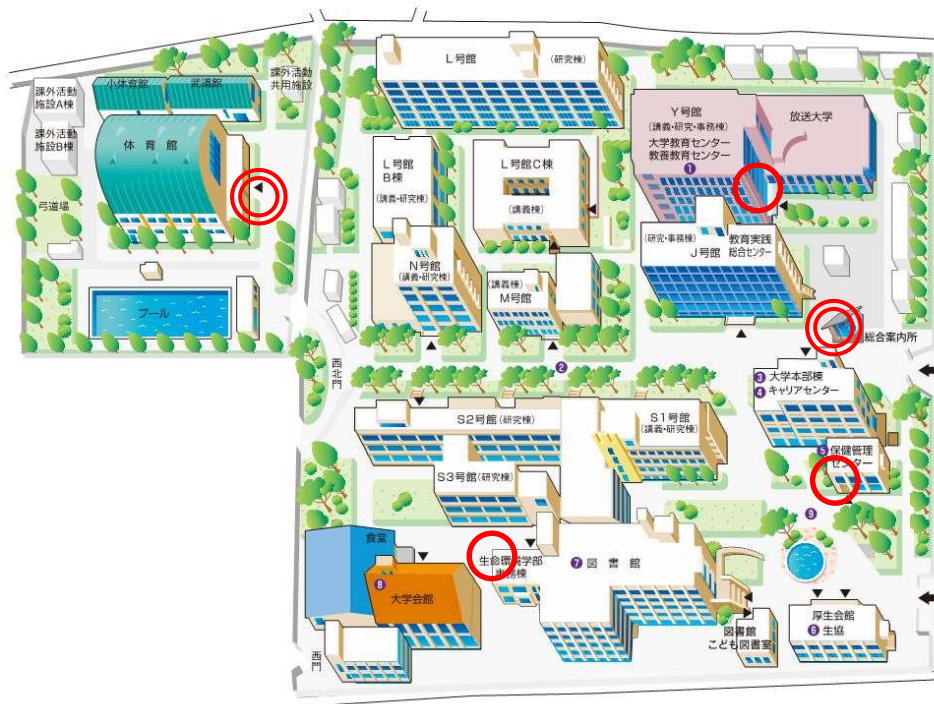 L号館
(研究棟)
課外活動
共用施設
小体育館
武道館
課外活動
施設A棟
課外活動
施設B棟
体育館
弓道場
プール
Y号館
(講義・研究・事務棟)
大学教育センター
教養教育センター
1
放送大学
L号館
B棟
(講義・研究棟)
L号館C棟
(講義棟)
N号館
(講義・研究棟)
(講義棟)
M号館
(研究・事務棟)
J号館
教育実践
総合センター
総合案内所
西北門
2
3 大学本部棟
4 キャリアセンター
S2号館(研究棟)
S1号館
(講義・研究棟)
S3号館(研究棟)
5 保健管理
センター
9
食堂
8
大学会館
生命環境学部
事務棟
7 図書館
図書館
こども図書室
厚生会館
6 生協
西門